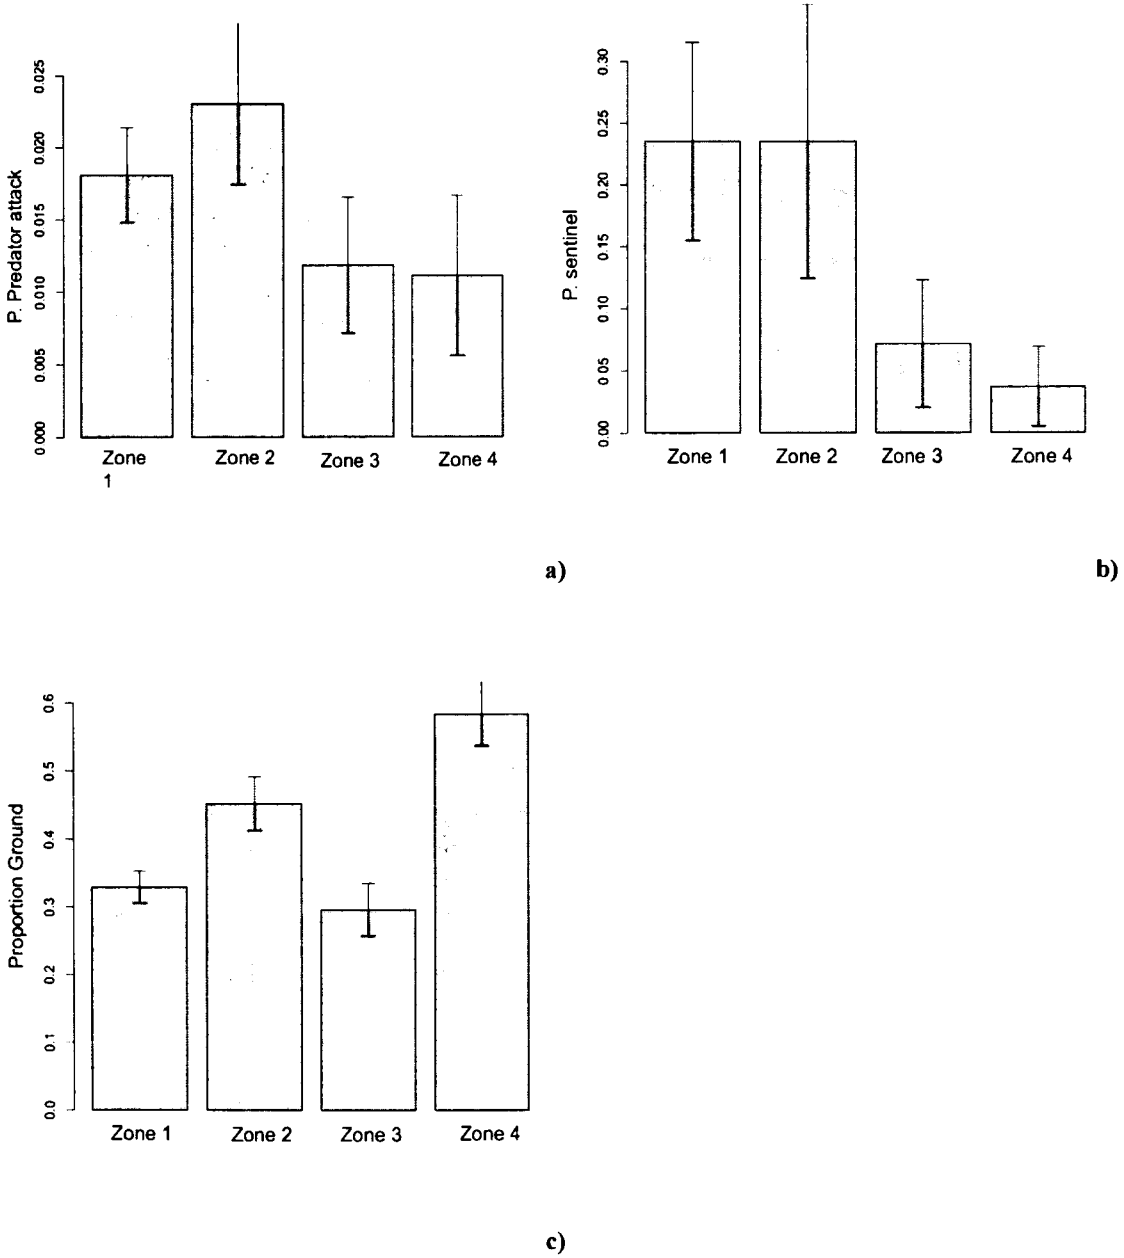 P. Predator attack
0.025
0.020
0.015
0.010
0.005
0.000
Zone 1
Zone 2
Zone 3
Zone 4
a)
P. sentinel
0.30
0.25
0.20
0.15
0.10
0.05
0.00
Zone 1
Zone 2
Zone 3
Zone 4
b)
Proportion Ground
0.6
0.5
0.4
0.3
0.2
0.1
0.0
Zone 1
Zone 2
Zone 3
Zone 4
c)